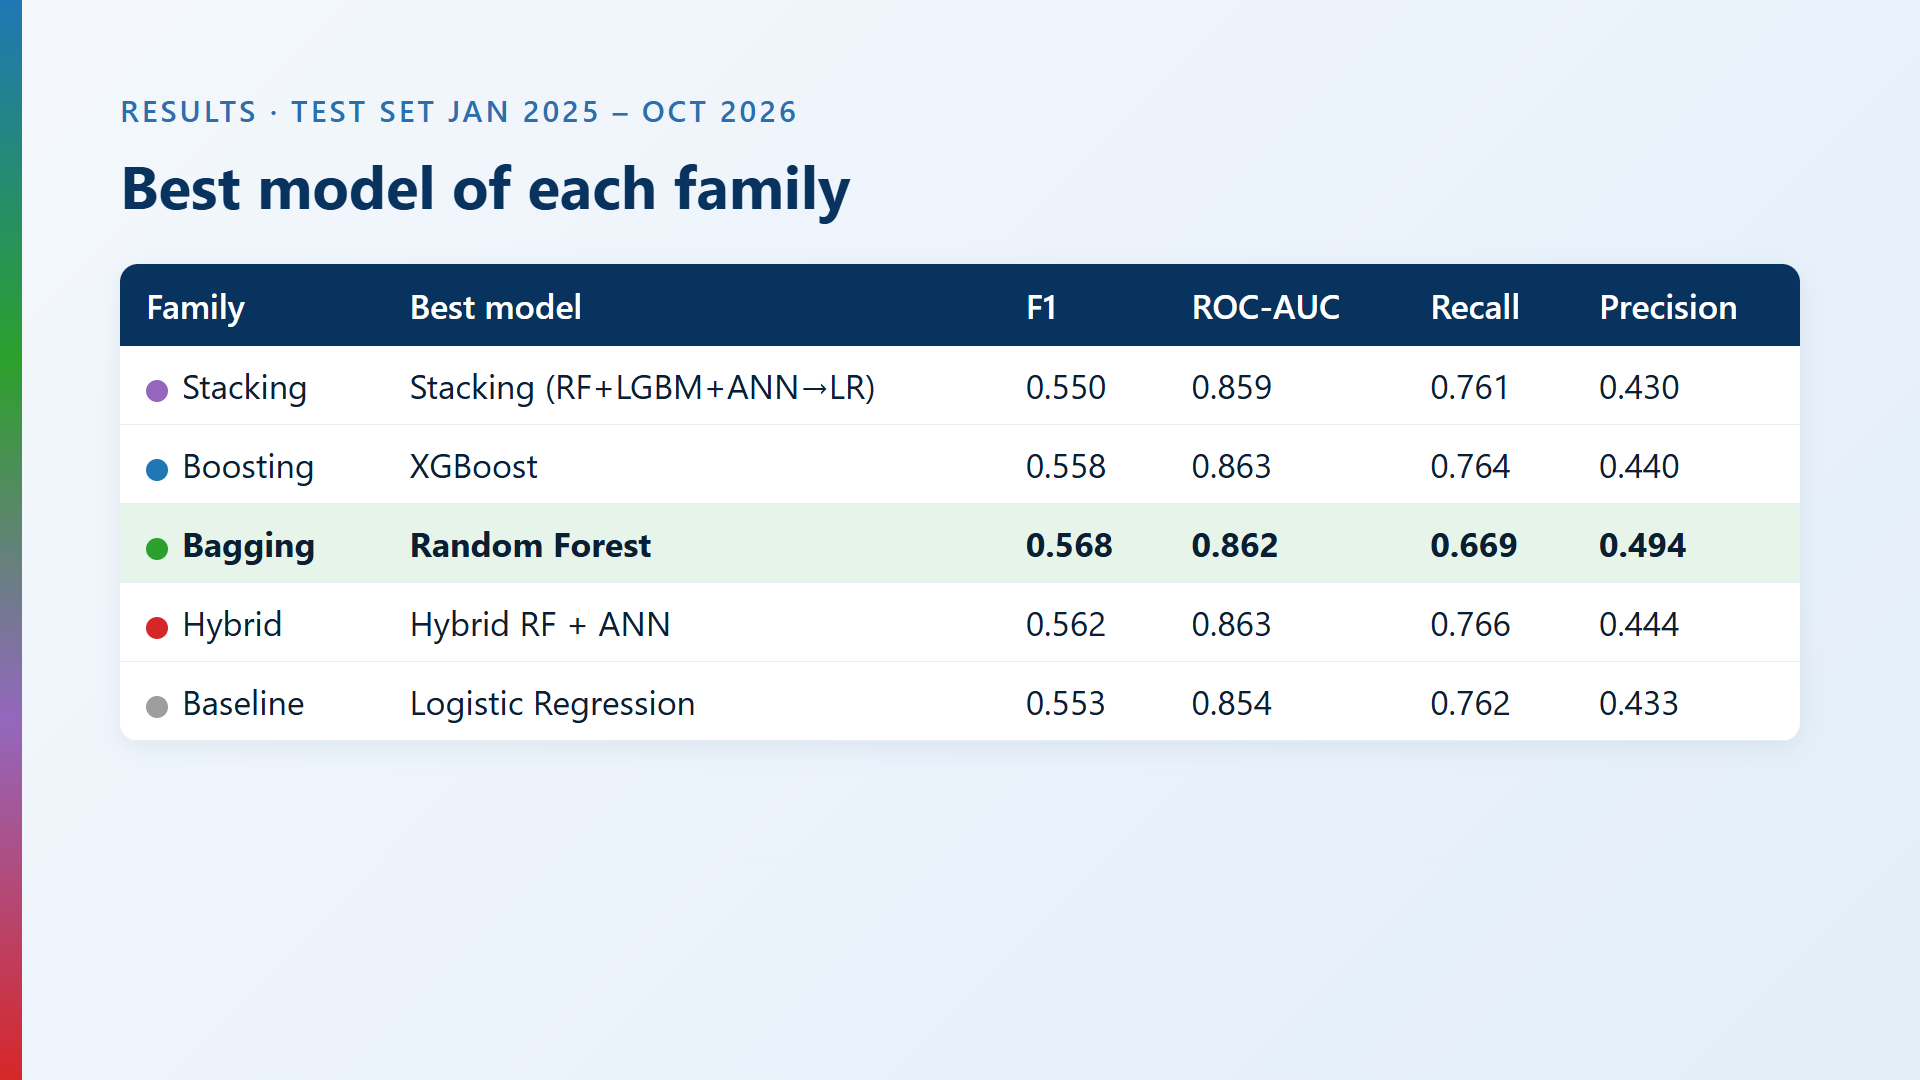 RESULTS · TEST SET JAN 2025 – OCT 2026
Best model of each family
Family Best model F1 ROC-AUC Recall Precision
Stacking Stacking (RF+LGBM+ANN→LR) 0.550 0.859 0.761 0.430
Boosting XGBoost 0.558 0.863 0.764 0.440
Bagging Random Forest 0.568 0.862 0.669 0.494
Hybrid Hybrid RF + ANN 0.562 0.863 0.766 0.444
Baseline Logistic Regression 0.553 0.854 0.762 0.433